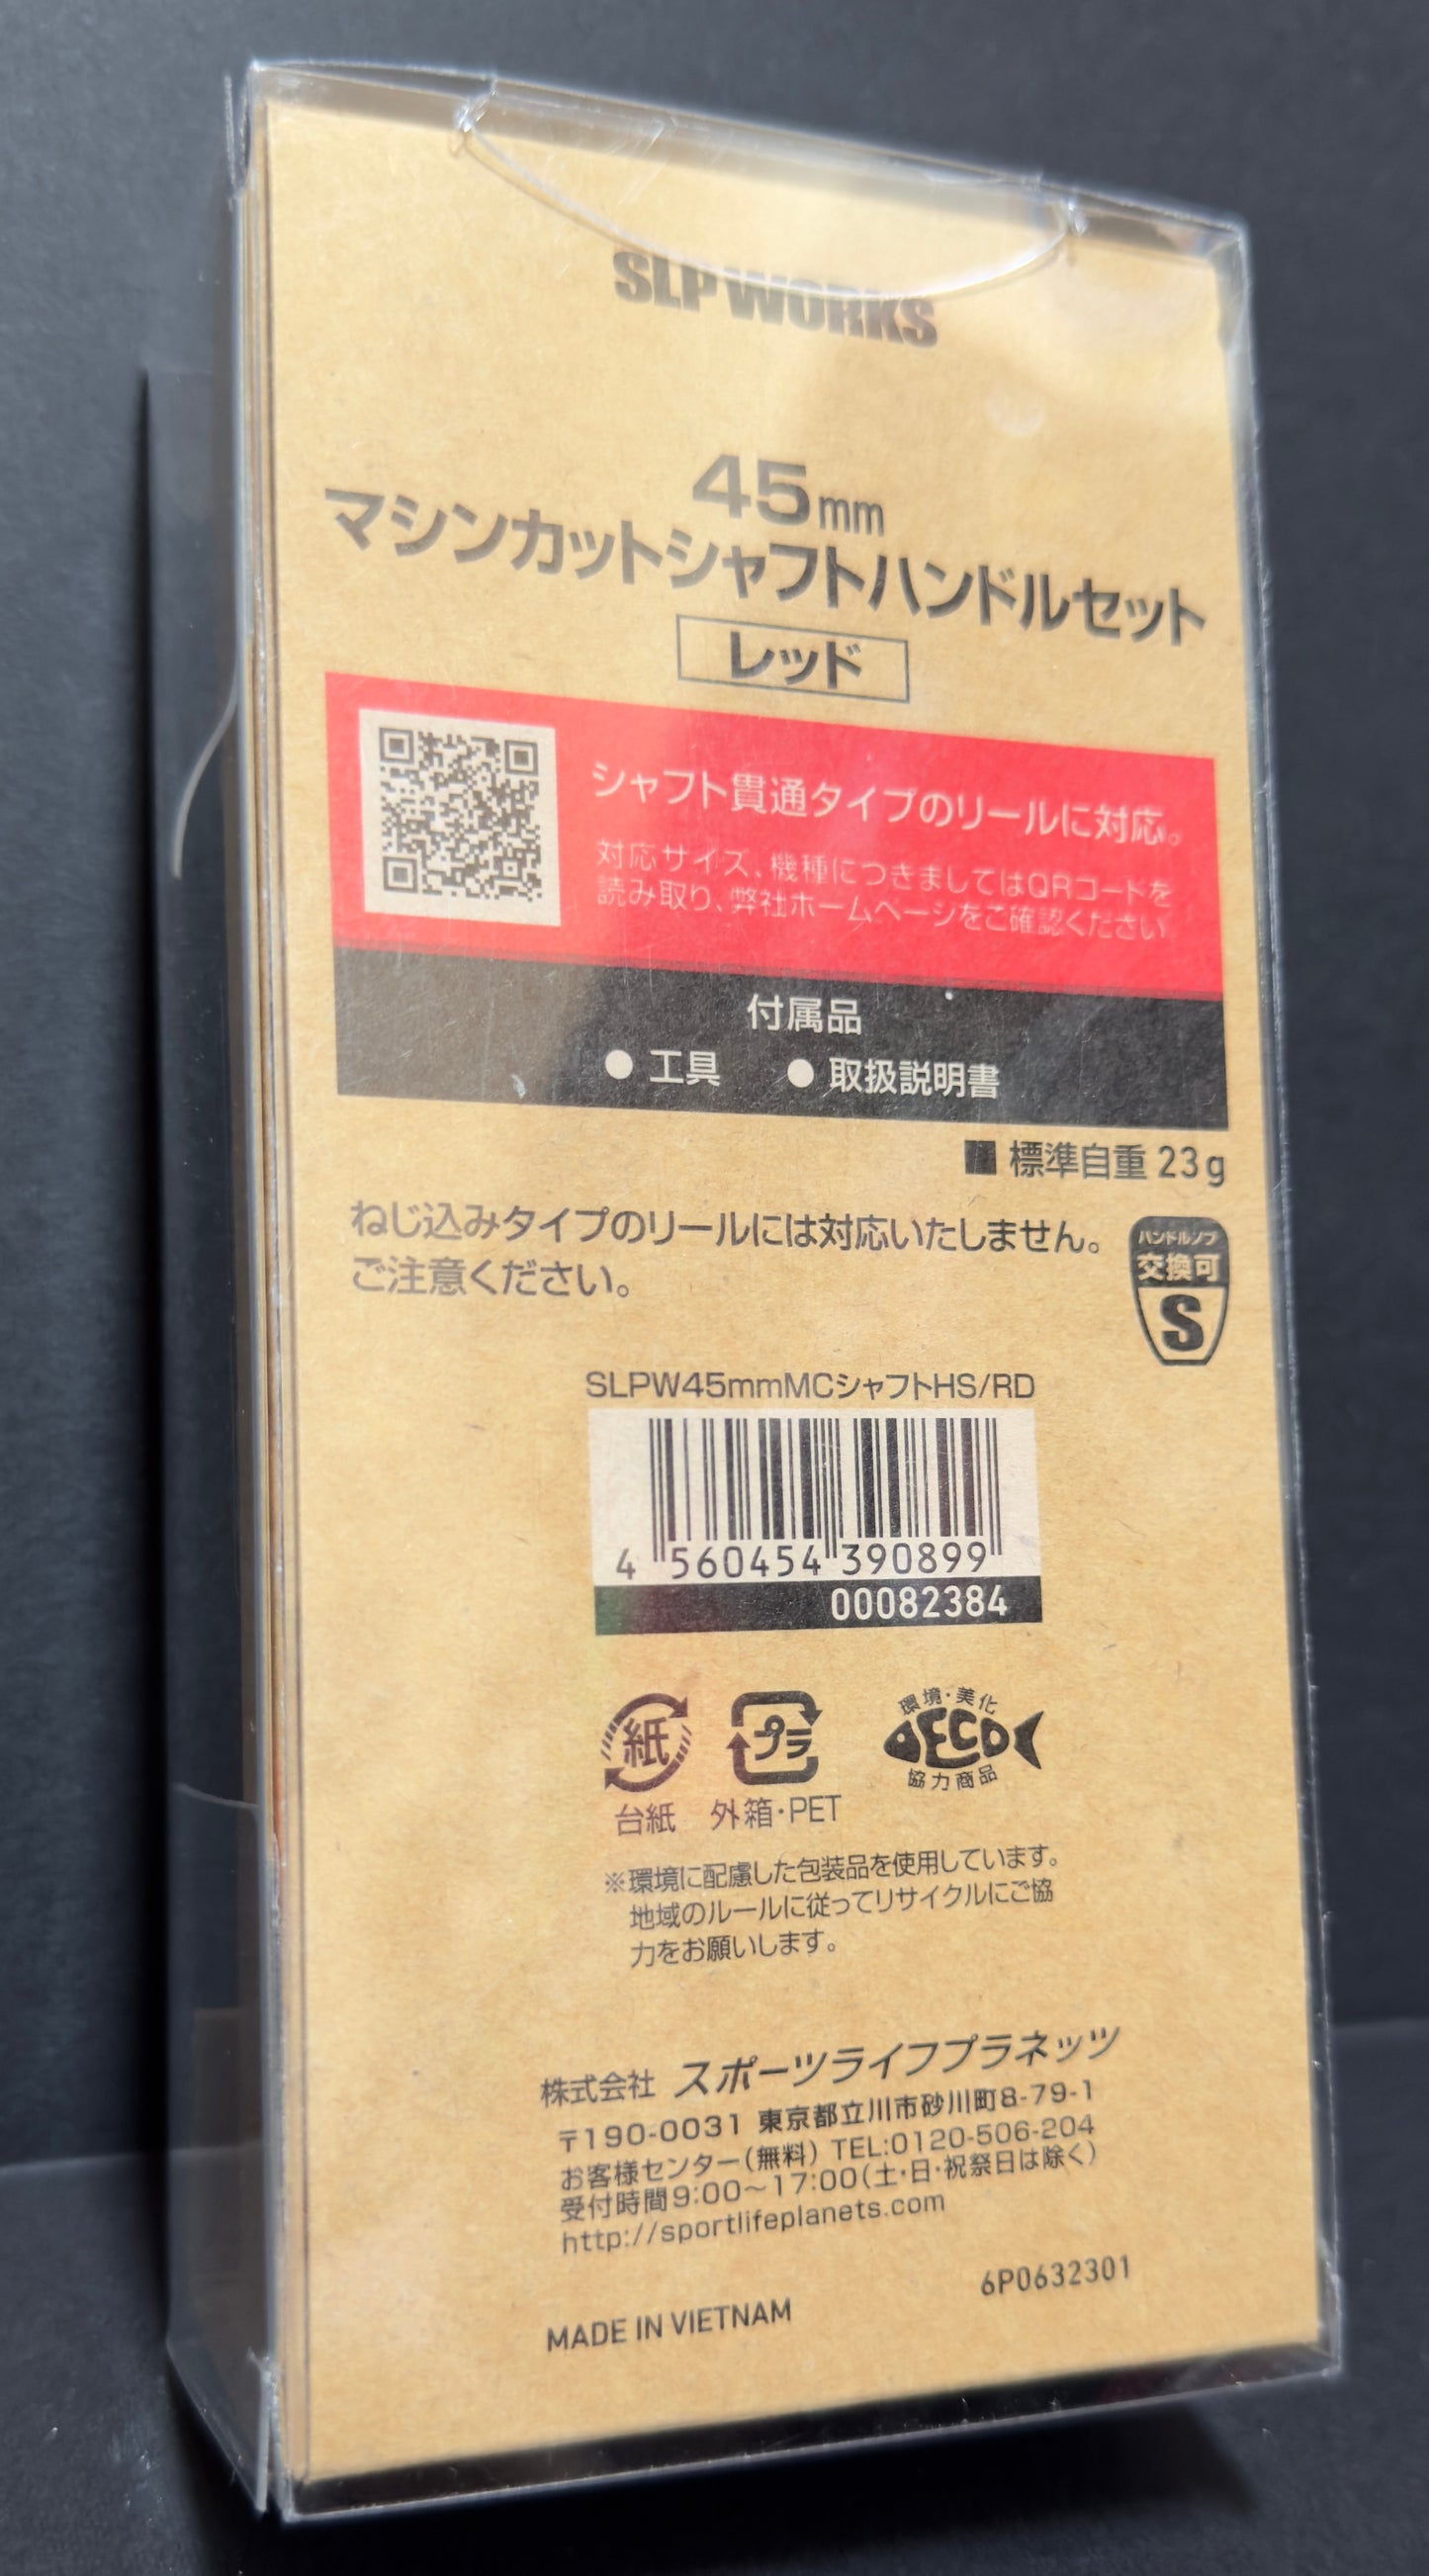 SLP WORKS
45mm
マシンカットシャフトハンドルセット
レッド
シャフト貫通タイプのリールに対応。
対応サイズ、機種につきましてはQRコードを
読み取り、弊社ホームページをご確認ください
付属品
● 工具 ● 取扱説明書
■ 標準自重 23g
ねじ込みタイプのリールには対応いたしません。
ご注意ください。
ハンドルノブ
交換可
S
SLPW45mmMCシャフトHS/RD
4 560454 390899
00082384
紙
プラ
環境・美化
ECO
協力商品
台紙
外箱・PET
※環境に配慮した包装品を使用しています。
地域のルールに従ってリサイクルにご協
力をお願いします。
株式会社 スポーツライフプラネッツ
〒190-0031 東京都立川市砂川町8-79-1
お客様センター(無料) TEL:0120-506-204
受付時間9:00~17:00(土・日・祝祭日は除く)
http://sportlifeplanets.com
6P0632301
MADE IN VIETNAM